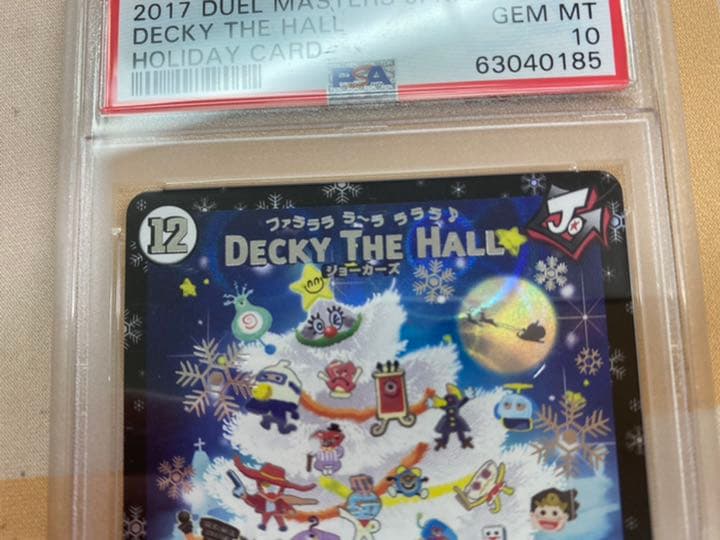 2017 DUEL MASTERS
DECKY THE HALL
GEM MT
HOLIDAY CARD
10
63040185
PSA
12
ファラララ ラ〜ラ ラララ♪
DECKY THE HALL
ジョーカーズ
J